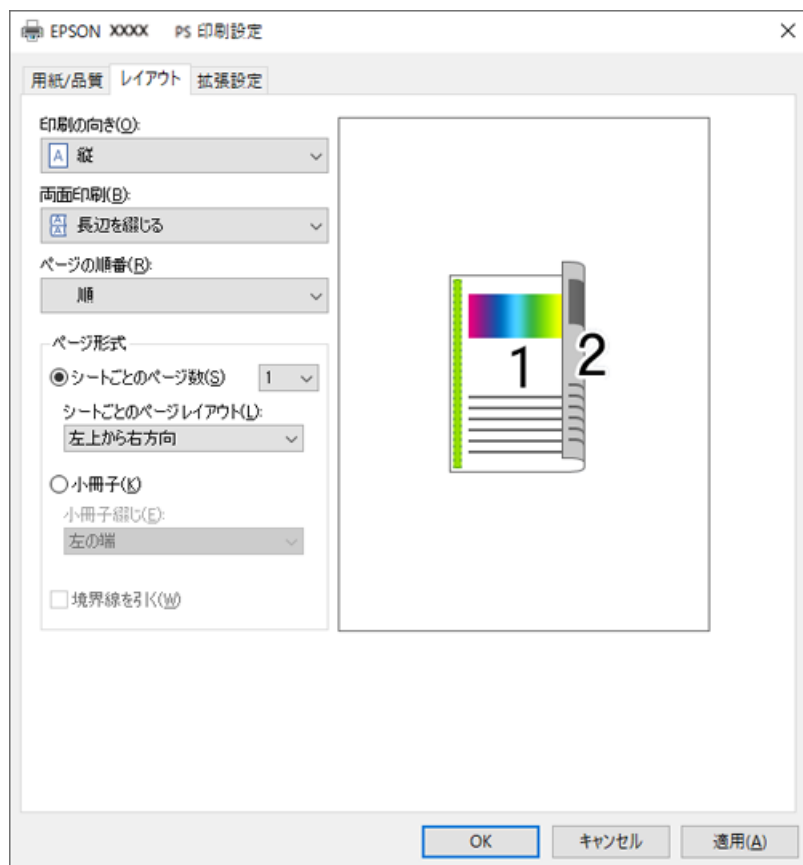 EPSON XXXX PS 印刷設定
用紙/品質 レイアウト 拡張設定
印刷の向き(O):
A 縦
両面印刷(B):
長辺を綴じる
ページの順番(R):
順
ページ形式
シートごとのページ数(S) 1
シートごとのページレイアウト(L):
左上から右方向
小冊子(K)
小冊子綴じ(E):
左の端
境界線を引く(W)
1 2
OK キャンセル 適用(A)